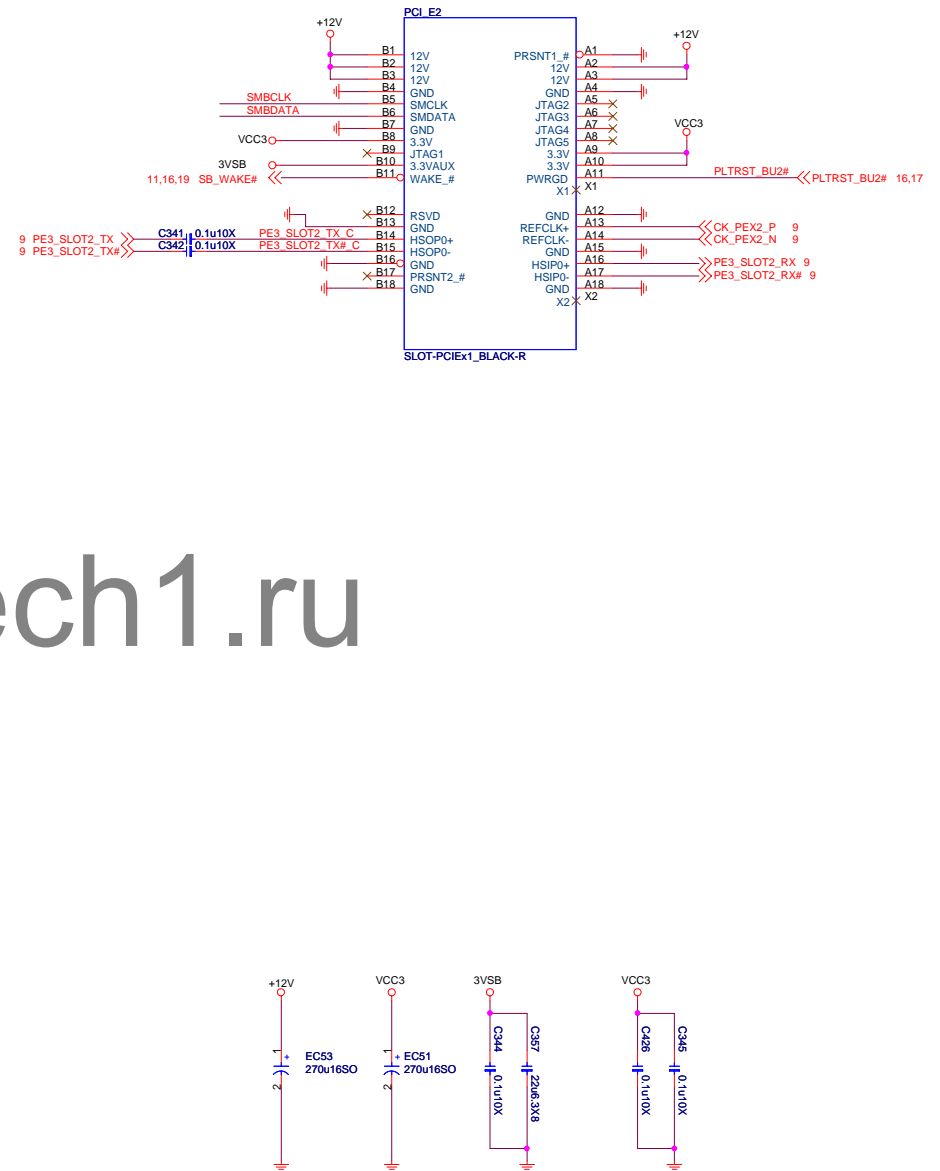 PCI_E2
+12V
+12V
B1 12V PRSNT1_# A1
B2 12V 12V A2
B3 12V 12V A3
B4 GND GND A4
SMBCLK B5 SMCLK JTAG2 A5
SMBDATA B6 SMDATA JTAG3 A6
B7 GND JTAG4 A7
VCC3
VCC3 B8 3.3V JTAG5 A8
B9 JTAG1 3.3V A9
3VSB B10 3.3VAUX 3.3V A10
11,16,19 SB_WAKE# B11 WAKE_# PWRGD A11 PLTRST_BU2# PLTRST_BU2# 16,17
X1 X1
B12 RSVD GND A12
B13 GND REFCLK+ A13 CK_PEX2_P 9
9 PE3_SLOT2_TX C341 0.1u10X PE3_SLOT2_TX_C B14 HSOP0+ REFCLK- A14 CK_PEX2_N 9
9 PE3_SLOT2_TX# C342 0.1u10X PE3_SLOT2_TX#_C B15 HSOP0- GND A15
B16 GND HSIP0+ A16 PE3_SLOT2_RX 9
B17 PRSNT2_# HSIP0- A17 PE3_SLOT2_RX# 9
B18 GND GND A18
X2 X2
SLOT-PCIEx1_BLACK-R
ech1.ru
+12V VCC3 3VSB VCC3
1 + EC53 270u16SO 2
1 + EC51 270u16SO 2
C344 0.1u10X
C357 22u6.3X8
C426 0.1u10X
C345 0.1u10X